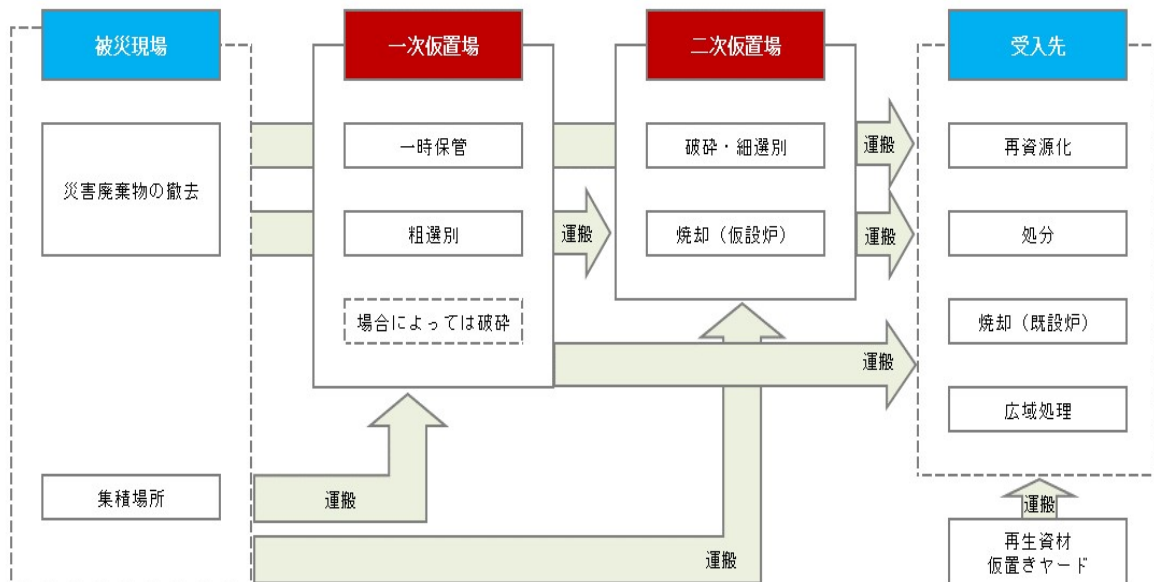 被災現場
一次仮置場
二次仮置場
受入先
災害廃棄物の撤去
一時保管
破砕・細選別
運搬
再資源化
粗選別
運搬
焼却(仮設炉)
運搬
処分
場合によっては破砕
焼却(既設炉)
運搬
広域処理
集積場所
運搬
運搬
運搬
再生資材
仮置きヤード